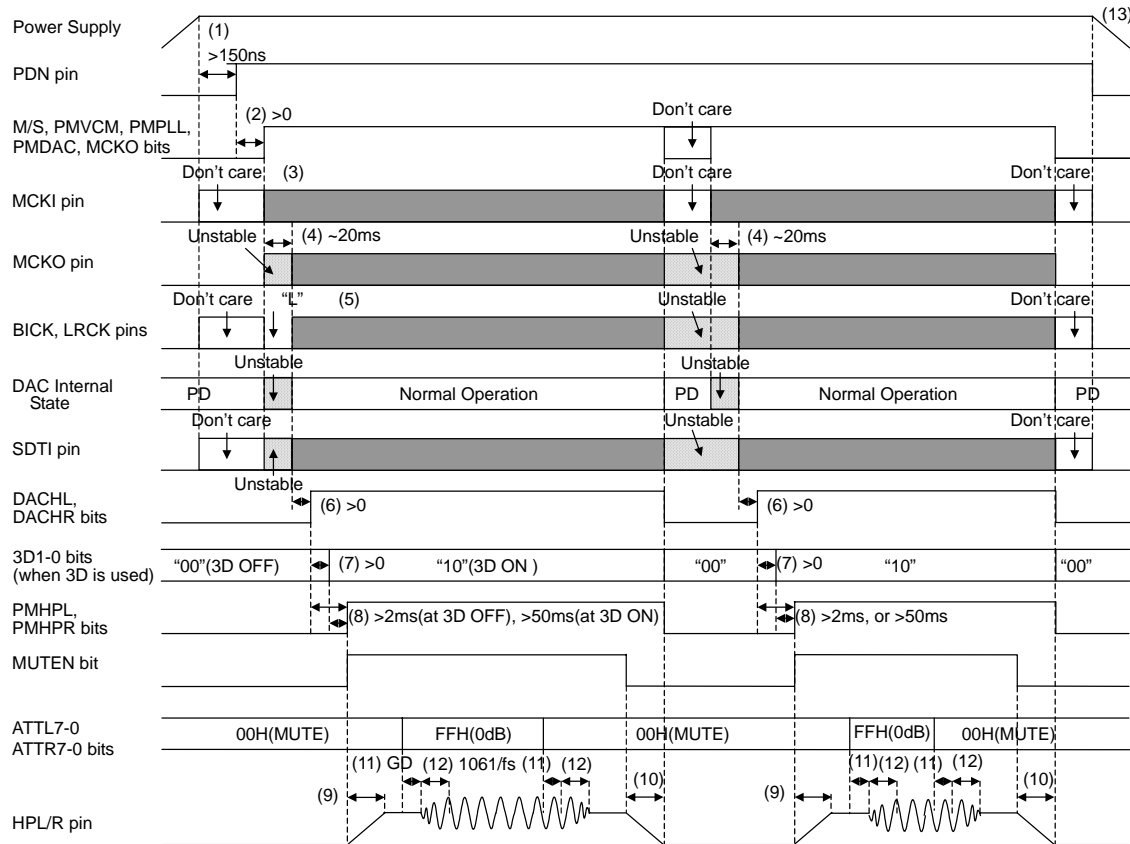 Power Supply
(1)
(13)
>150ns
PDN pin
(2) >0
Don't care
M/S, PMVCM, PMPLL,
PMDAC, MCKO bits
Don't care
(3)
Don't care
Don't care
MCKI pin
Unstable
(4) ~20ms
Unstable
(4) ~20ms
MCKO pin
Don't care
“L”
(5)
Unstable
Don't care
BICK, LRCK pins
Unstable
Unstable
DAC Internal
State
PD
Normal Operation
PD
Normal Operation
PD
Don't care
Unstable
Don't care
SDTI pin
Unstable
DACHL,
DACHR bits
(6) >0
(6) >0
3D1-0 bits
(when 3D is used)
“00”(3D OFF)
(7) >0
“10”(3D ON )
“00”
(7) >0
“10”
“00”
PMHPL,
PMHPR bits
(8) >2ms(at 3D OFF), >50ms(at 3D ON)
(8) >2ms, or >50ms
MUTEN bit
ATTL7-0
ATTR7-0 bits
00H(MUTE)
FFH(0dB)
00H(MUTE)
FFH(0dB)
00H(MUTE)
(11) GD
(12) 1061/fs
(11)
(12)
(11)
(12)
(11)
(12)
(9)
(10)
(9)
(10)
HPL/R pin